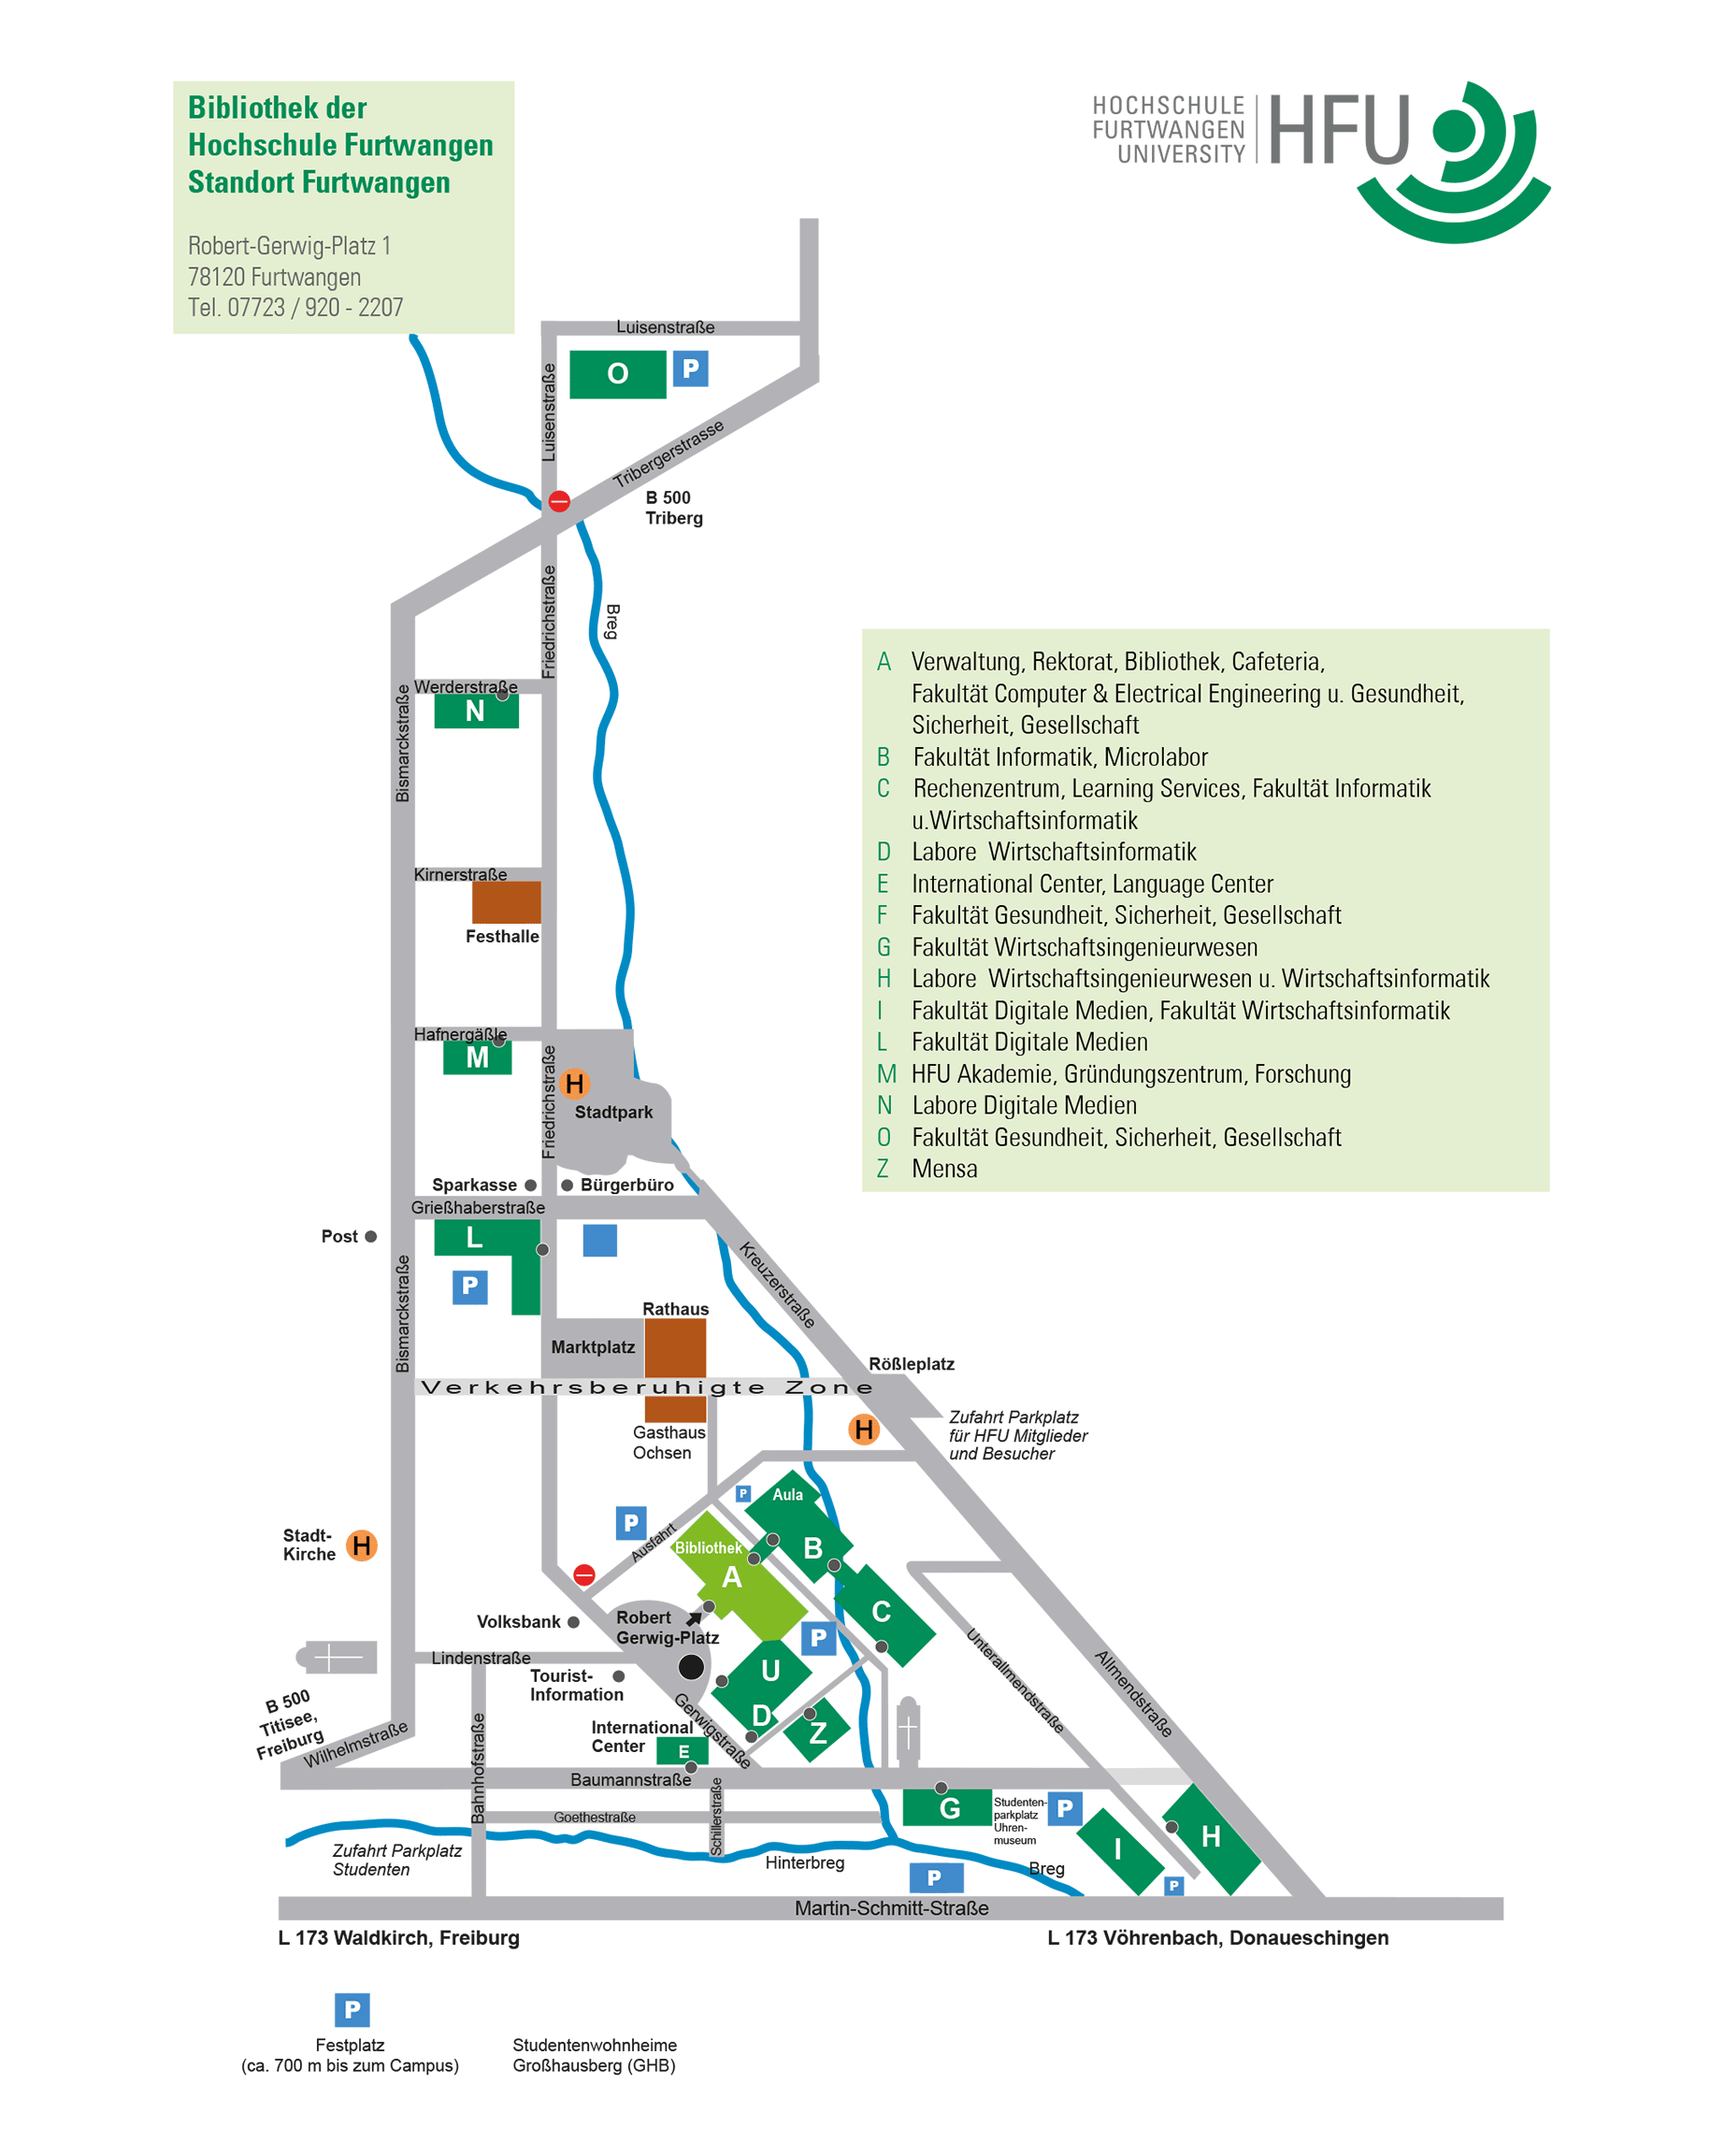 Bibliothek der
Hochschule Furtwangen
Standort Furtwangen
Robert-Gerwig-Platz 1
78120 Furtwangen
Tel. 07723 / 920 - 2207
HOCHSCHULE
FURTWANGEN
UNIVERSITY
HFU
Luisenstraße
O
P
Luisenstraße
Tribergerstrasse
B 500
Triberg
Friedrichstraße
Breg
Werderstraße
N
Bismarckstraße
Kirnerstraße
Festhalle
Hafnergäßle
M
Friedrichstraße
H
Stadtpark
Sparkasse
Bürgerbüro
Grießhaberstraße
Post
L
P
Bismarckstraße
Kreuzerstraße
Rathaus
Marktplatz
Rößleplatz
Verkehrsberuhigte Zone
Gasthaus
Ochsen
H
Zufahrt Parkplatz
für HFU Mitglieder
und Besucher
A Verwaltung, Rektorat, Bibliothek, Cafeteria,
Fakultät Computer & Electrical Engineering u. Gesundheit,
Sicherheit, Gesellschaft
B Fakultät Informatik, Microlabor
C Rechenzentrum, Learning Services, Fakultät Informatik
u.Wirtschaftsinformatik
D Labore Wirtschaftsinformatik
E International Center, Language Center
F Fakultät Gesundheit, Sicherheit, Gesellschaft
G Fakultät Wirtschaftsingenieurwesen
H Labore Wirtschaftsingenieurwesen u. Wirtschaftsinformatik
I Fakultät Digitale Medien, Fakultät Wirtschaftsinformatik
L Fakultät Digitale Medien
M HFU Akademie, Gründungszentrum, Forschung
N Labore Digitale Medien
O Fakultät Gesundheit, Sicherheit, Gesellschaft
Z Mensa
P
P
Aula
Ausfahrt
Bibliothek
A
B
Stadt-
Kirche
H
C
Volksbank
Robert
Gerwig-Platz
P
Lindenstraße
Tourist-
Information
U
D
Z
Gerwigstraße
Unterallmendstraße
Allmendstraße
B 500
Titisee,
Freiburg
Wilhelmstraße
Bahnhofstraße
International
Center
E
Baumannstraße
Schillerstraße
Goethestraße
G
Studenten-
parkplatz
Uhren-
museum
P
I
H
P
Zufahrt Parkplatz
Studenten
Hinterbreg
P
Breg
Martin-Schmitt-Straße
L 173 Waldkirch, Freiburg
L 173 Vöhrenbach, Donaueschingen
P
Festplatz
(ca. 700 m bis zum Campus)
Studentenwohnheime
Großhausberg (GHB)